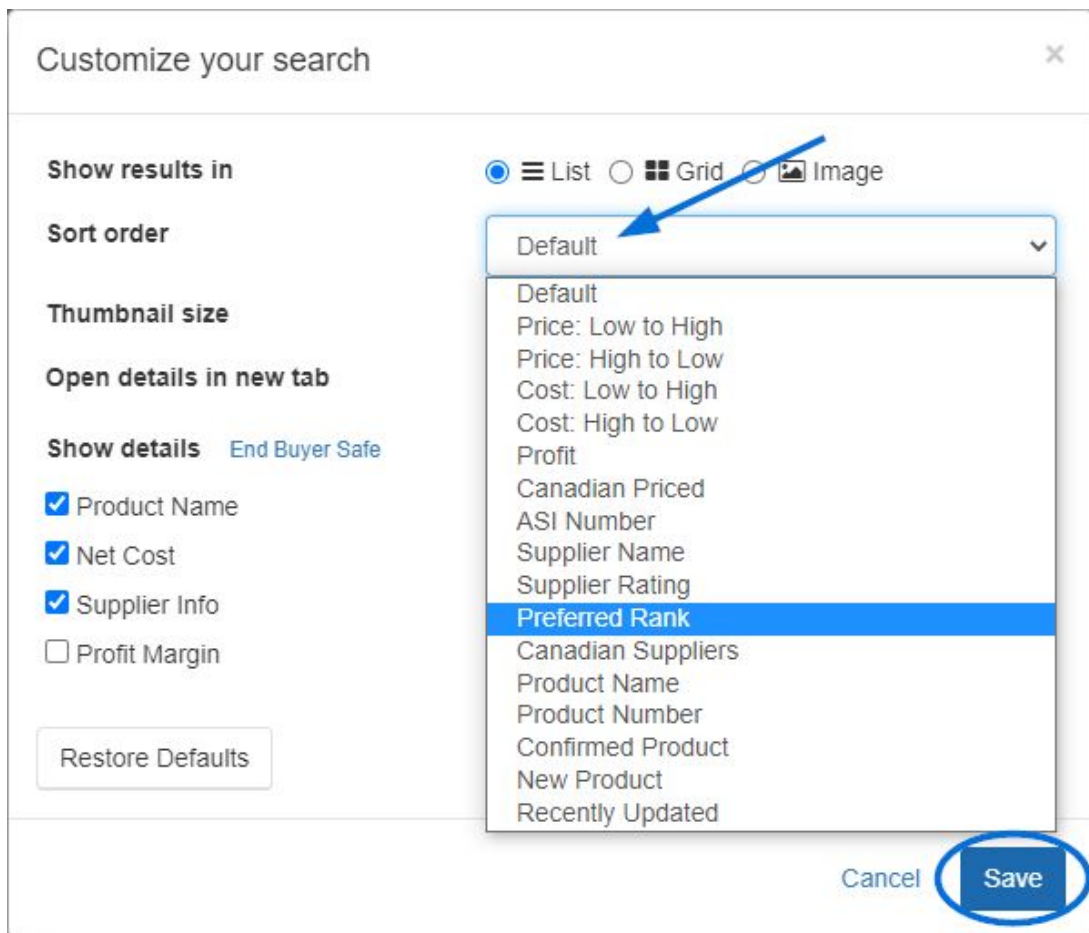 Customize your search ×
Show results in List Grid Image
Sort order Default
Default
Price: Low to High
Thumbnail size
Price: High to Low
Open details in new tab
Cost: Low to High
Cost: High to Low
Show details End Buyer Safe
Profit
Canadian Priced
Product Name
ASI Number
Net Cost
Supplier Name
Supplier Rating
Supplier Info
Preferred Rank
Profit Margin
Canadian Suppliers
Product Name
Product Number
Restore Defaults
Confirmed Product
New Product
Recently Updated
Cancel Save